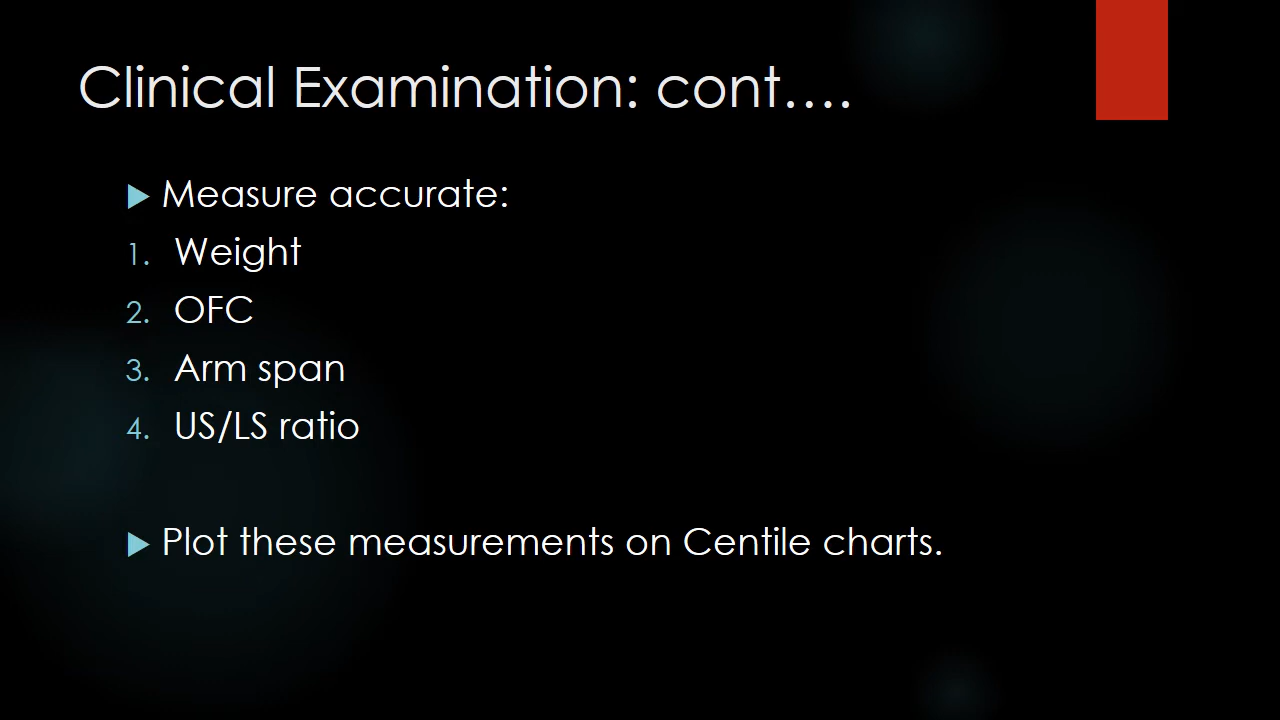 Clinical Examination: cont....
Measure accurate:
1. Weight
2. OFC
3. Arm span
4. US/LS ratio
Plot these measurements on Centile charts.